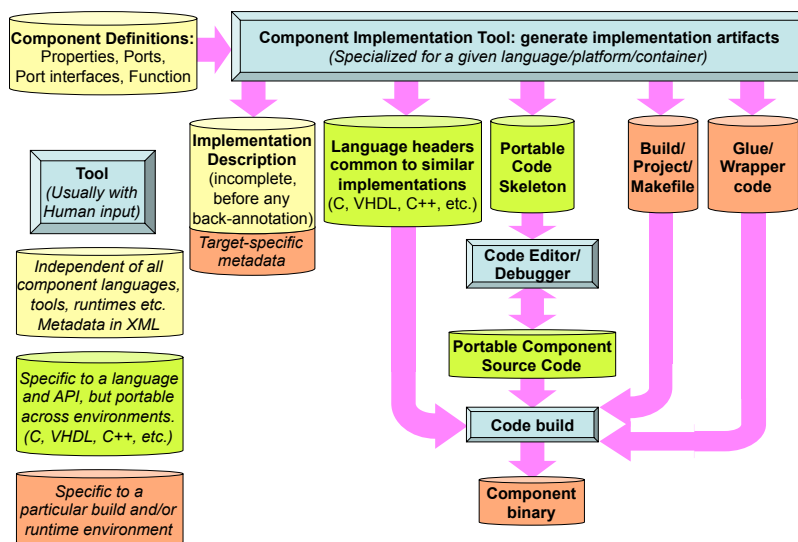 Component Definitions:
Properties, Ports,
Port interfaces, Function
Component Implementation Tool: generate implementation artifacts
(Specialized for a given language/platform/container)
Implementation
Description
(incomplete,
before any
back-annotation)
Target-specific
metadata
Language headers
common to similar
implementations
(C, VHDL, C++, etc.)
Portable
Code
Skeleton
Build/
Project/
Makefile
Glue/
Wrapper
code
Tool
(Usually with
Human input)
Code Editor/
Debugger
Independent of all
component languages,
tools, runtimes etc.
Metadata in XML
Portable Component
Source Code
Specific to a language
and API, but portable
across environments.
(C, VHDL, C++, etc.)
Code build
Specific to a
particular build and/or
runtime environment
Component
binary